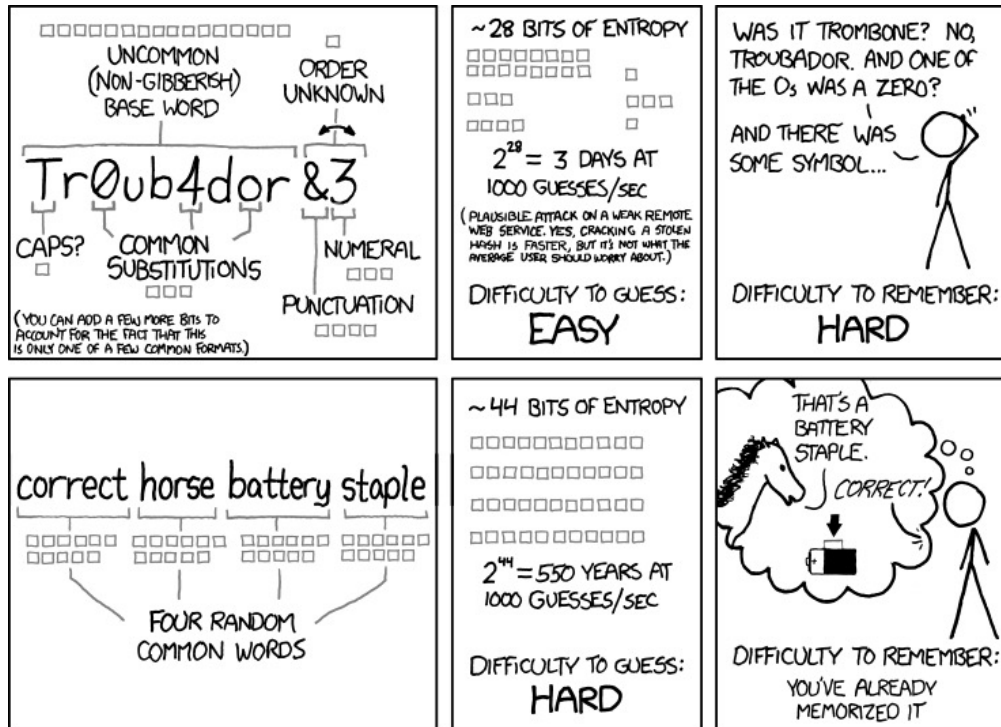 UNCOMMON
(NON-GIBBERISH)
BASE WORD
ORDER
UNKNOWN
Tr0ub4dor &3
CAPS?
COMMON
SUBSTITUTIONS
NUMERAL
PUNCTUATION
(YOU CAN ADD A FEW MORE BITS TO
ACCOUNT FOR THE FACT THAT THIS
IS ONLY ONE OF A FEW COMMON FORMATS.)
~28 BITS OF ENTROPY
2^28 = 3 DAYS AT
1000 GUESSES/SEC
(PLAUSIBLE ATTACK ON A WEAK REMOTE
WEB SERVICE. YES, CRACKING A STOLEN
HASH IS FASTER, BUT IT'S NOT WHAT THE
AVERAGE USER SHOULD WORRY ABOUT.)
DIFFICULTY TO GUESS:
EASY
WAS IT TROMBONE? NO,
TROUBADOR. AND ONE OF
THE Os WAS A ZERO?
AND THERE WAS
SOME SYMBOL...
DIFFICULTY TO REMEMBER:
HARD
correct horse battery staple
FOUR RANDOM
COMMON WORDS
~44 BITS OF ENTROPY
2^44 = 550 YEARS AT
1000 GUESSES/SEC
DIFFICULTY TO GUESS:
HARD
THAT'S A
BATTERY
STAPLE.
CORRECT!
DIFFICULTY TO REMEMBER:
YOU'VE ALREADY
MEMORIZED IT